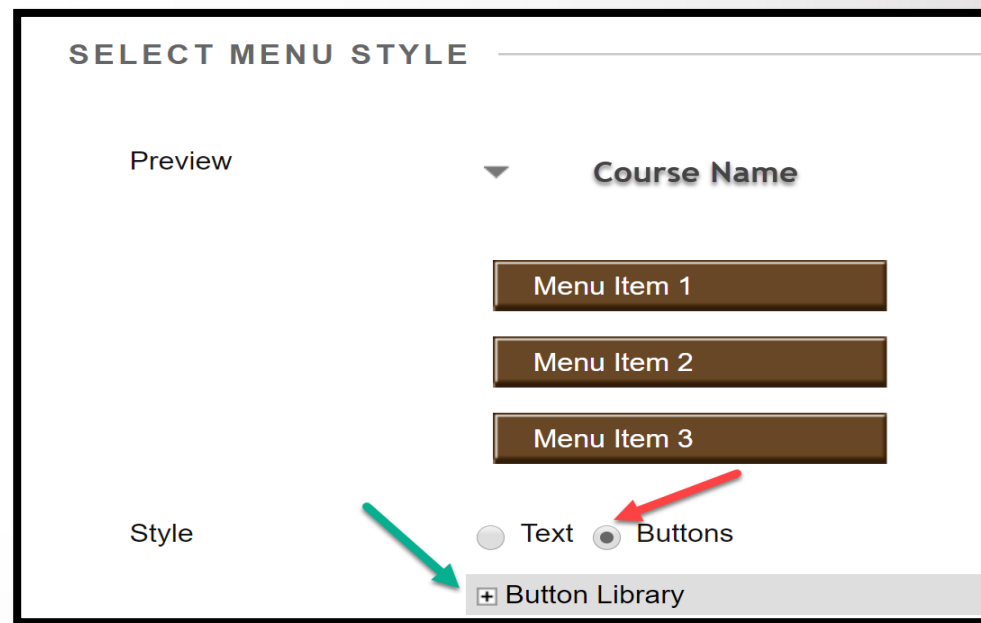 SELECT MENU STYLE
Preview
Course Name
Menu Item 1
Menu Item 2
Menu Item 3
Style
Text Buttons
Button Library